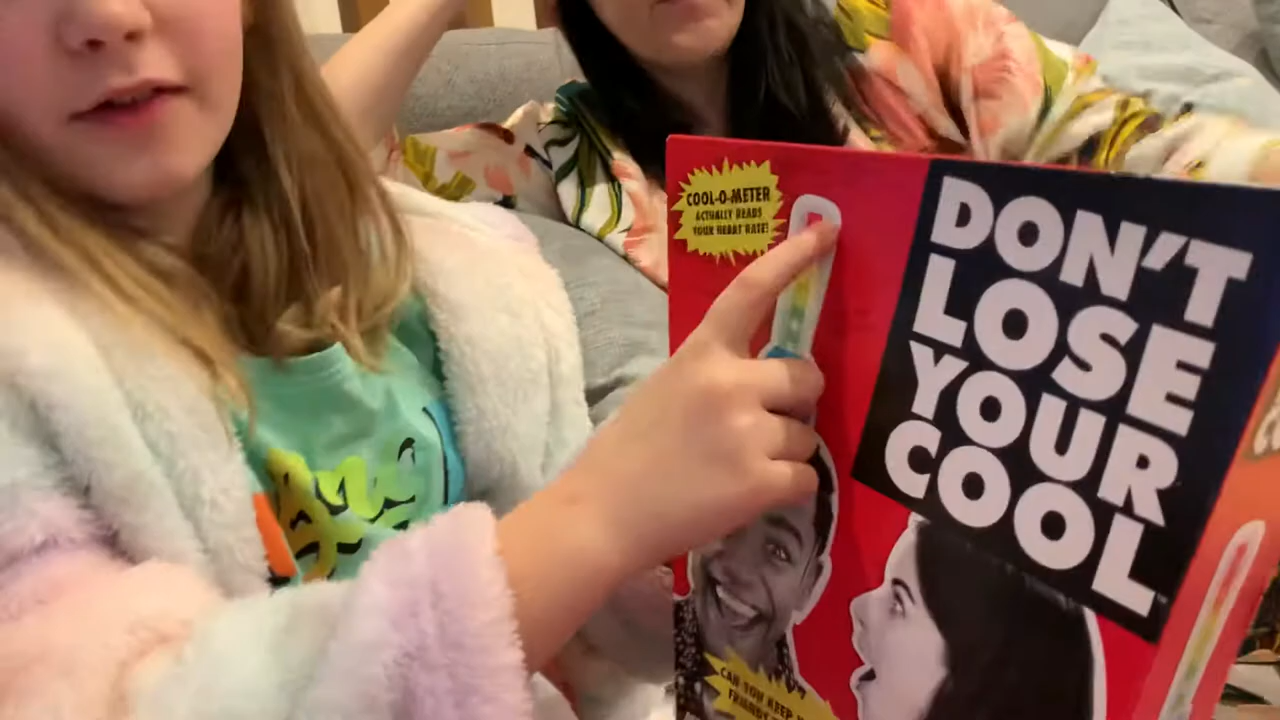 COOL-O-METER
ACTUALLY READS
YOUR HEART RATE!
DON'T
LOSE
YOUR
COOL
CAN YOU KEEP